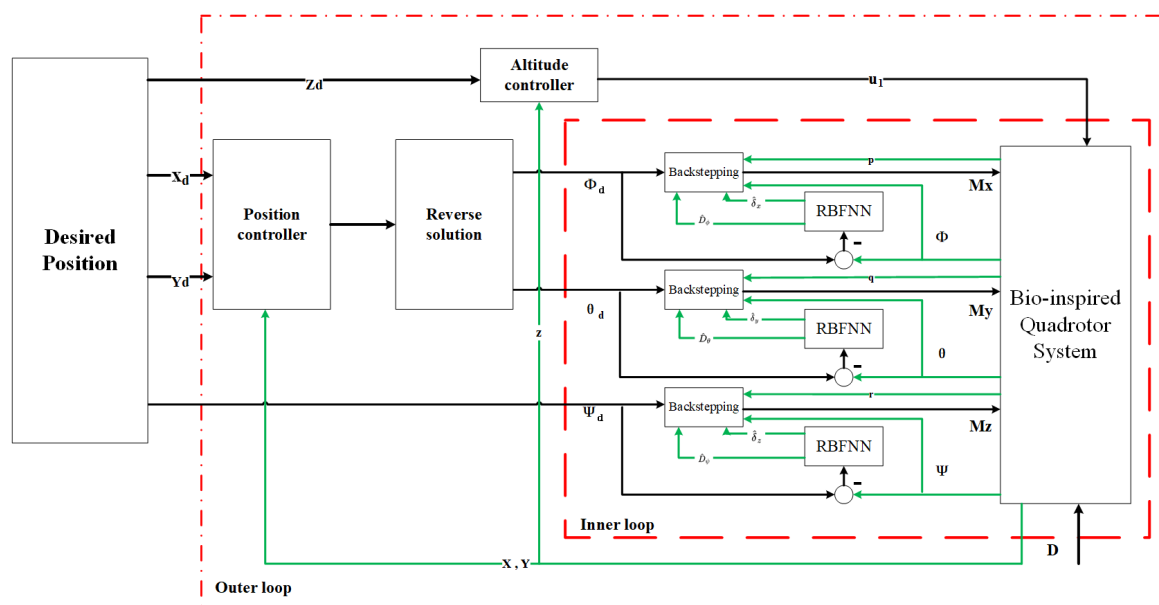 Desired
Position
Zd
Xd
Yd
Altitude
controller
u1
Position
controller
Reverse
solution
z
Φd
Backstepping
p
Mx
D̂φ
δ̂x
RBFNN
-
Φ
θd
Backstepping
q
My
D̂θ
δ̂y
RBFNN
-
θ
Ψd
Backstepping
r
Mz
D̂ψ
δ̂z
RBFNN
-
Ψ
Bio-inspired
Quadrotor
System
Inner loop
D
X , Y
Outer loop